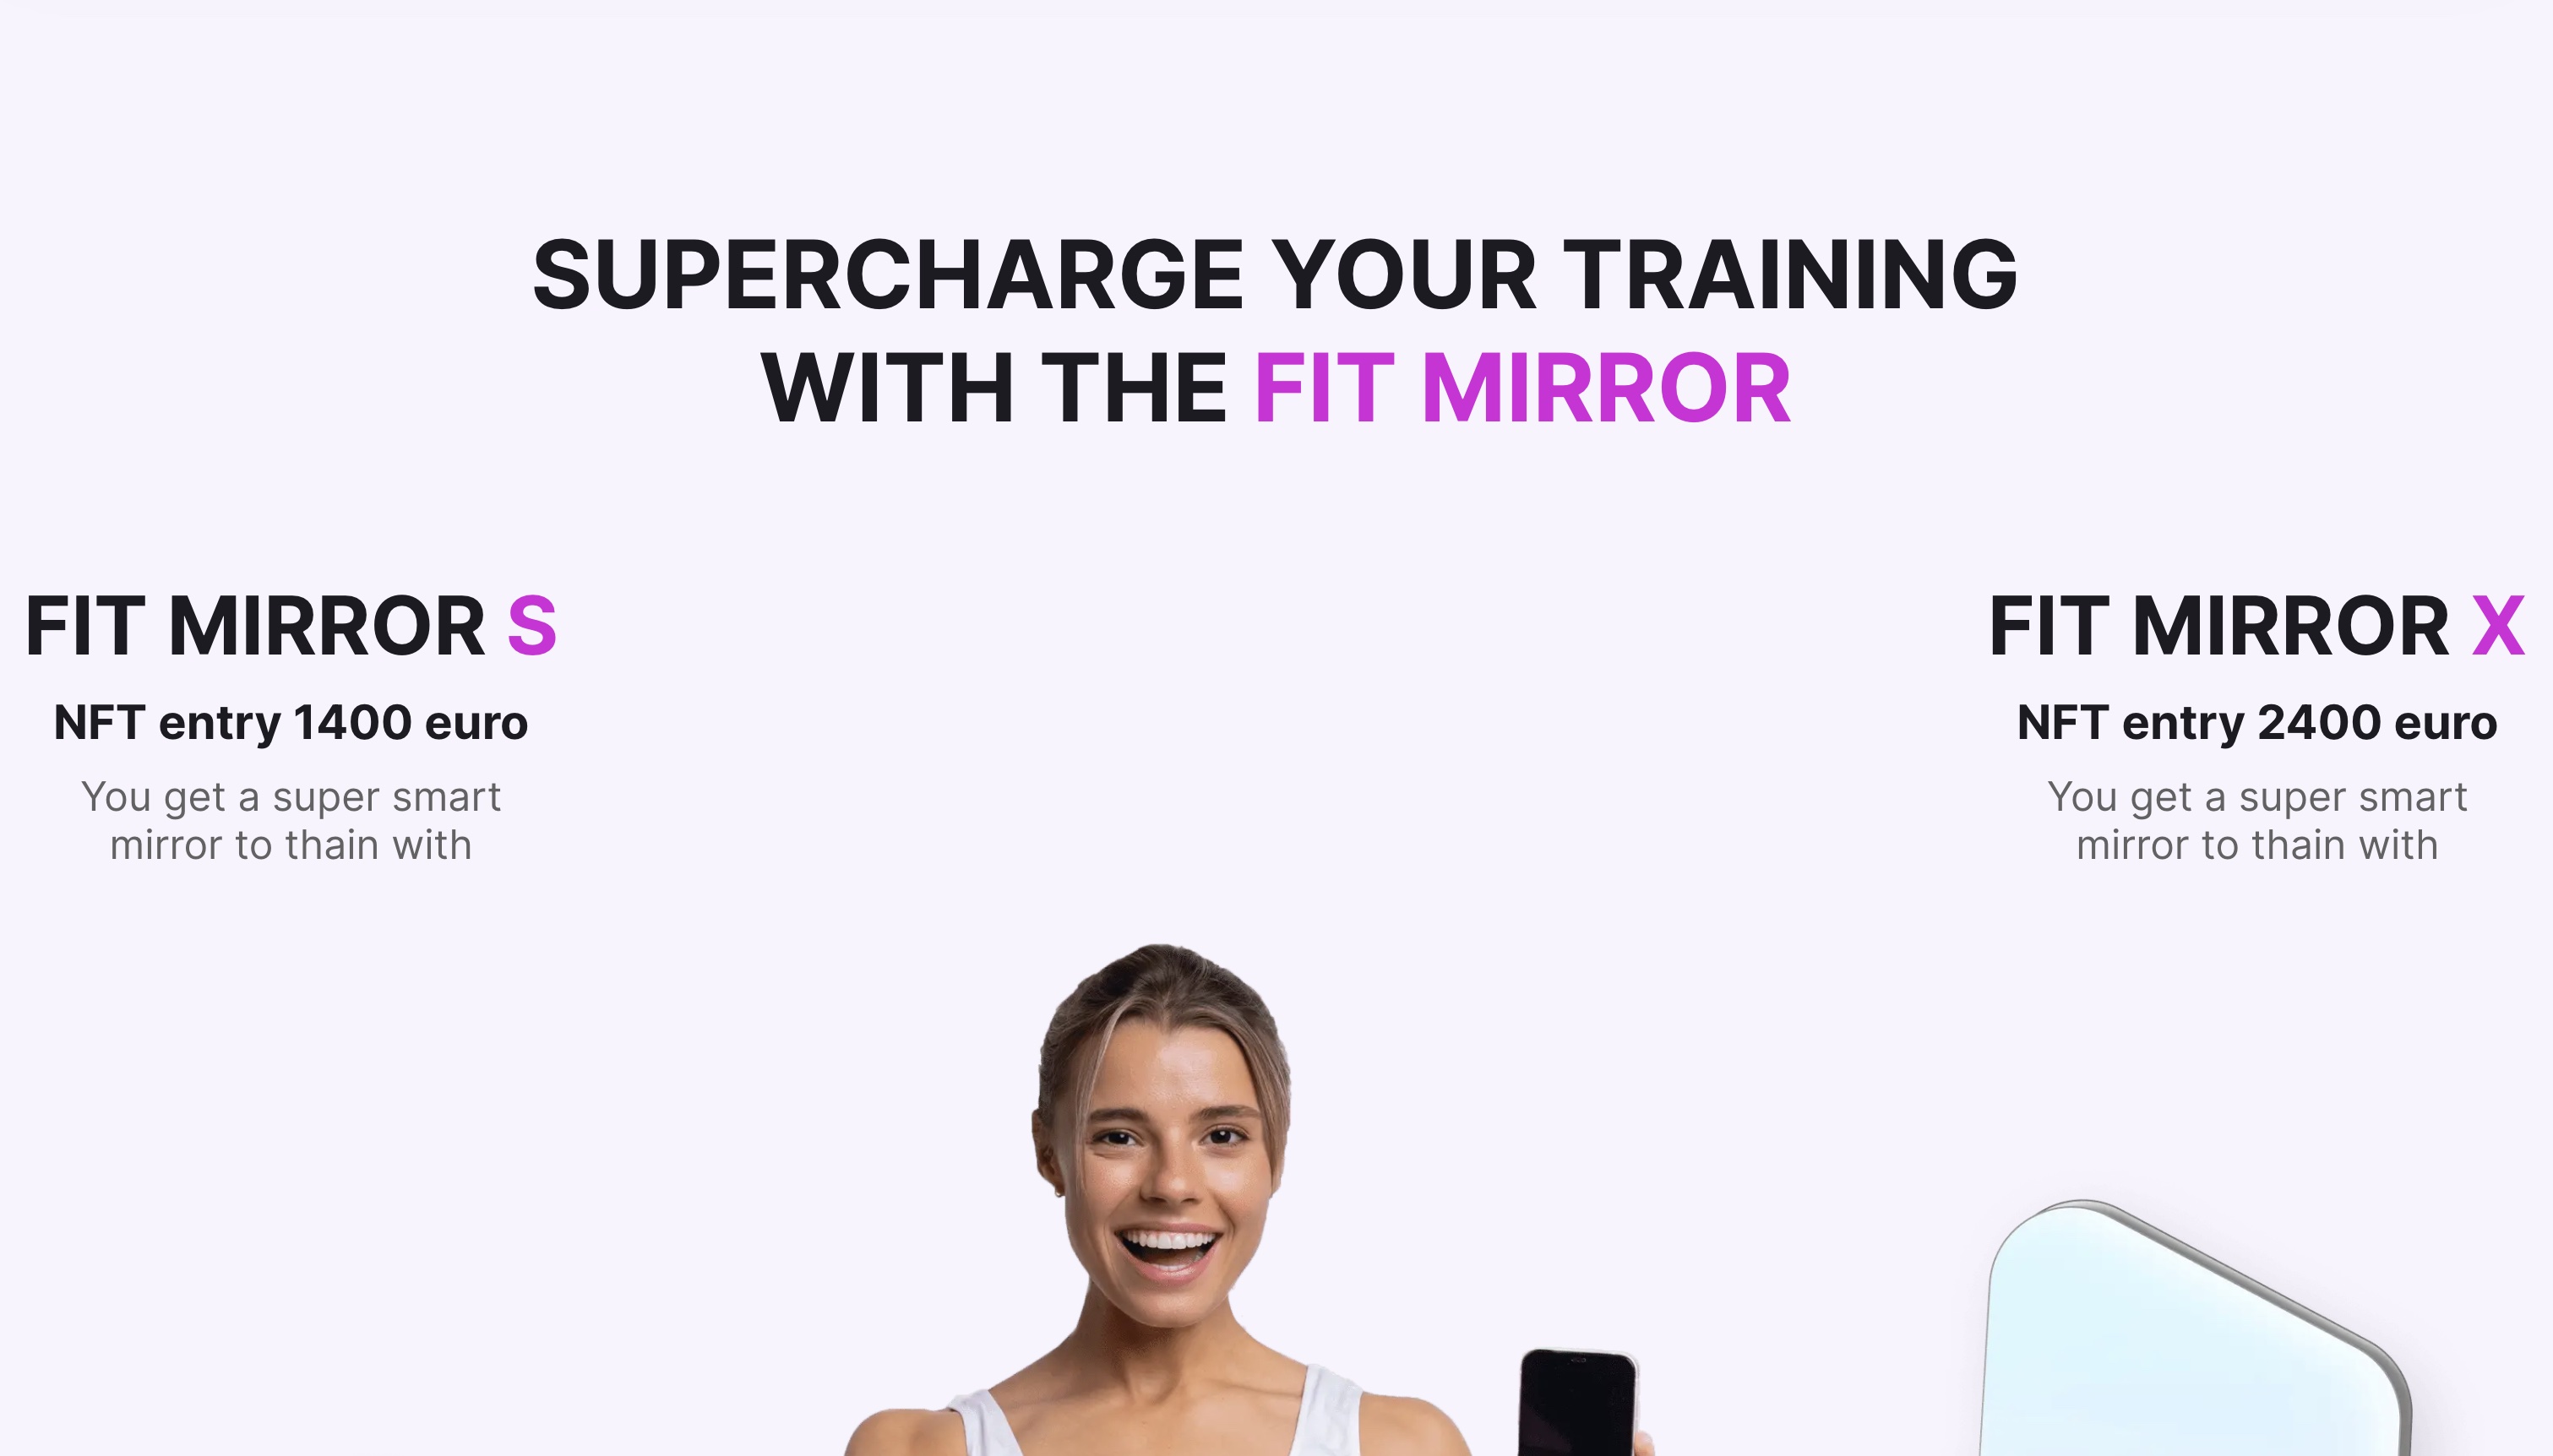 SUPERCHARGE YOUR TRAINING
WITH THE FIT MIRROR
FIT MIRROR S
NFT entry 1400 euro
You get a super smart
mirror to thain with
FIT MIRROR X
NFT entry 2400 euro
You get a super smart
mirror to thain with